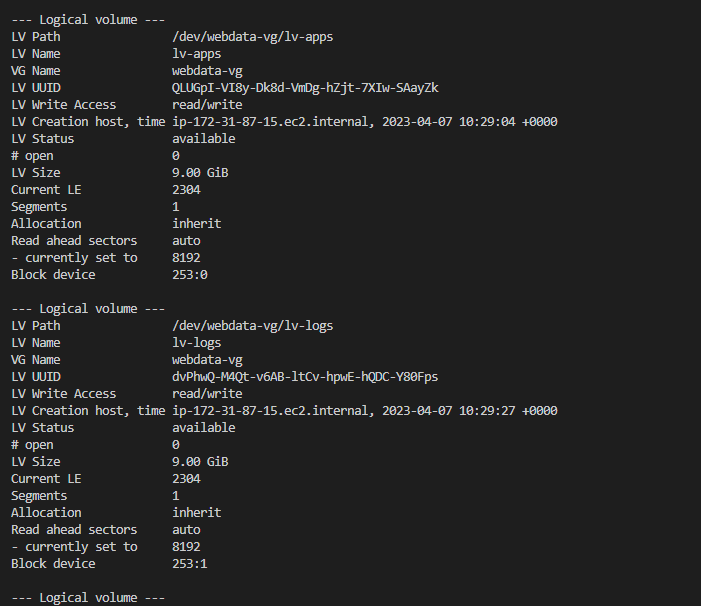 --- Logical volume ---
LV Path                /dev/webdata-vg/lv-apps
LV Name                lv-apps
VG Name                webdata-vg
LV UUID                QLUGpI-VI8y-Dk8d-VmDg-hZjt-7XIw-SAayZk
LV Write Access        read/write
LV Creation host, time ip-172-31-87-15.ec2.internal, 2023-04-07 10:29:04 +0000
LV Status              available
# open                 0
LV Size                9.00 GiB
Current LE             2304
Segments               1
Allocation             inherit
Read ahead sectors     auto
- currently set to     8192
Block device           253:0

--- Logical volume ---
LV Path                /dev/webdata-vg/lv-logs
LV Name                lv-logs
VG Name                webdata-vg
LV UUID                dvPhwQ-M4Qt-v6AB-ltCv-hpwE-hQDC-Y80Fps
LV Write Access        read/write
LV Creation host, time ip-172-31-87-15.ec2.internal, 2023-04-07 10:29:27 +0000
LV Status              available
# open                 0
LV Size                9.00 GiB
Current LE             2304
Segments               1
Allocation             inherit
Read ahead sectors     auto
- currently set to     8192
Block device           253:1

--- Logical volume ---